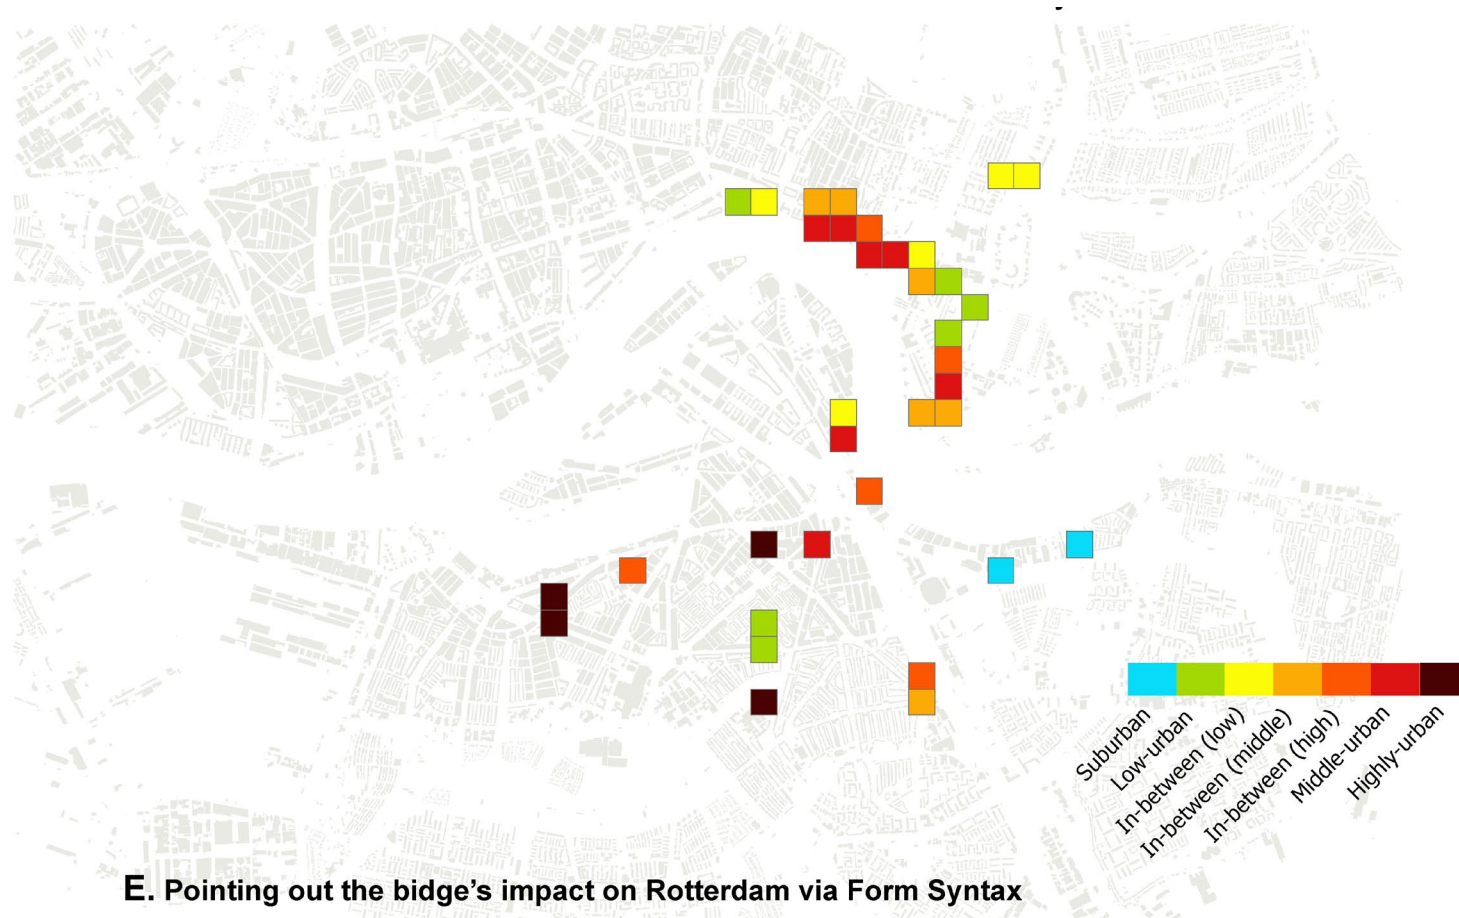 Suburban
Low-urban
In-between (low)
In-between (middle)
In-between (high)
Middle-urban
Highly-urban
E. Pointing out the bidge’s impact on Rotterdam via Form Syntax